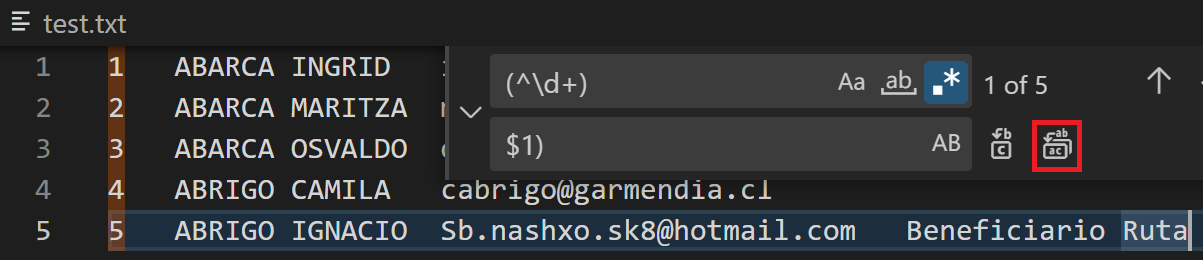 test.txt
1 1 ABARCA INGRID
(^\d+) Aa ab .* 1 of 5
2 2 ABARCA MARITZA
$1) AB
3 3 ABARCA OSVALDO
4 4 ABRIGO CAMILA cabrigo@garmendia.cl
5 5 ABRIGO IGNACIO Sb.nashxo.sk8@hotmail.com Beneficiario Ruta